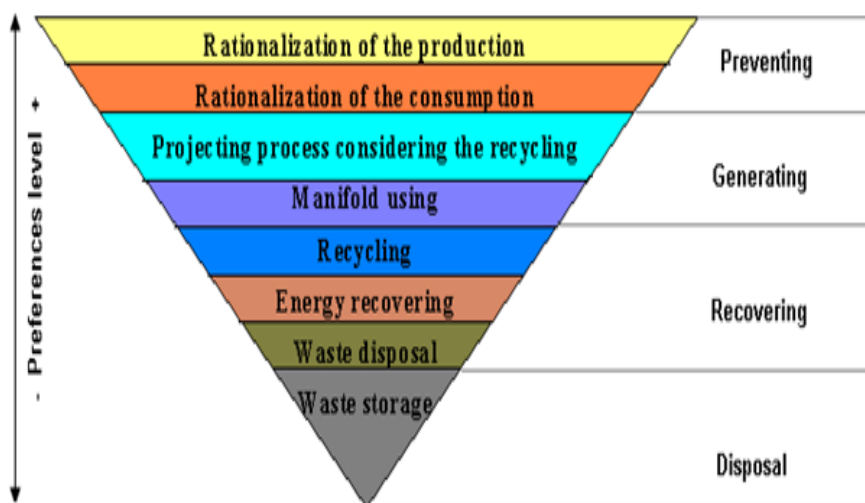 Rationalization of the production
Preventing
Rationalization of the consumption
Projecting process considering the recycling
Generating
Manifold using
Recycling
Energy recovering
Recovering
Waste disposal
Waste storage
Disposal
- Preferences level +